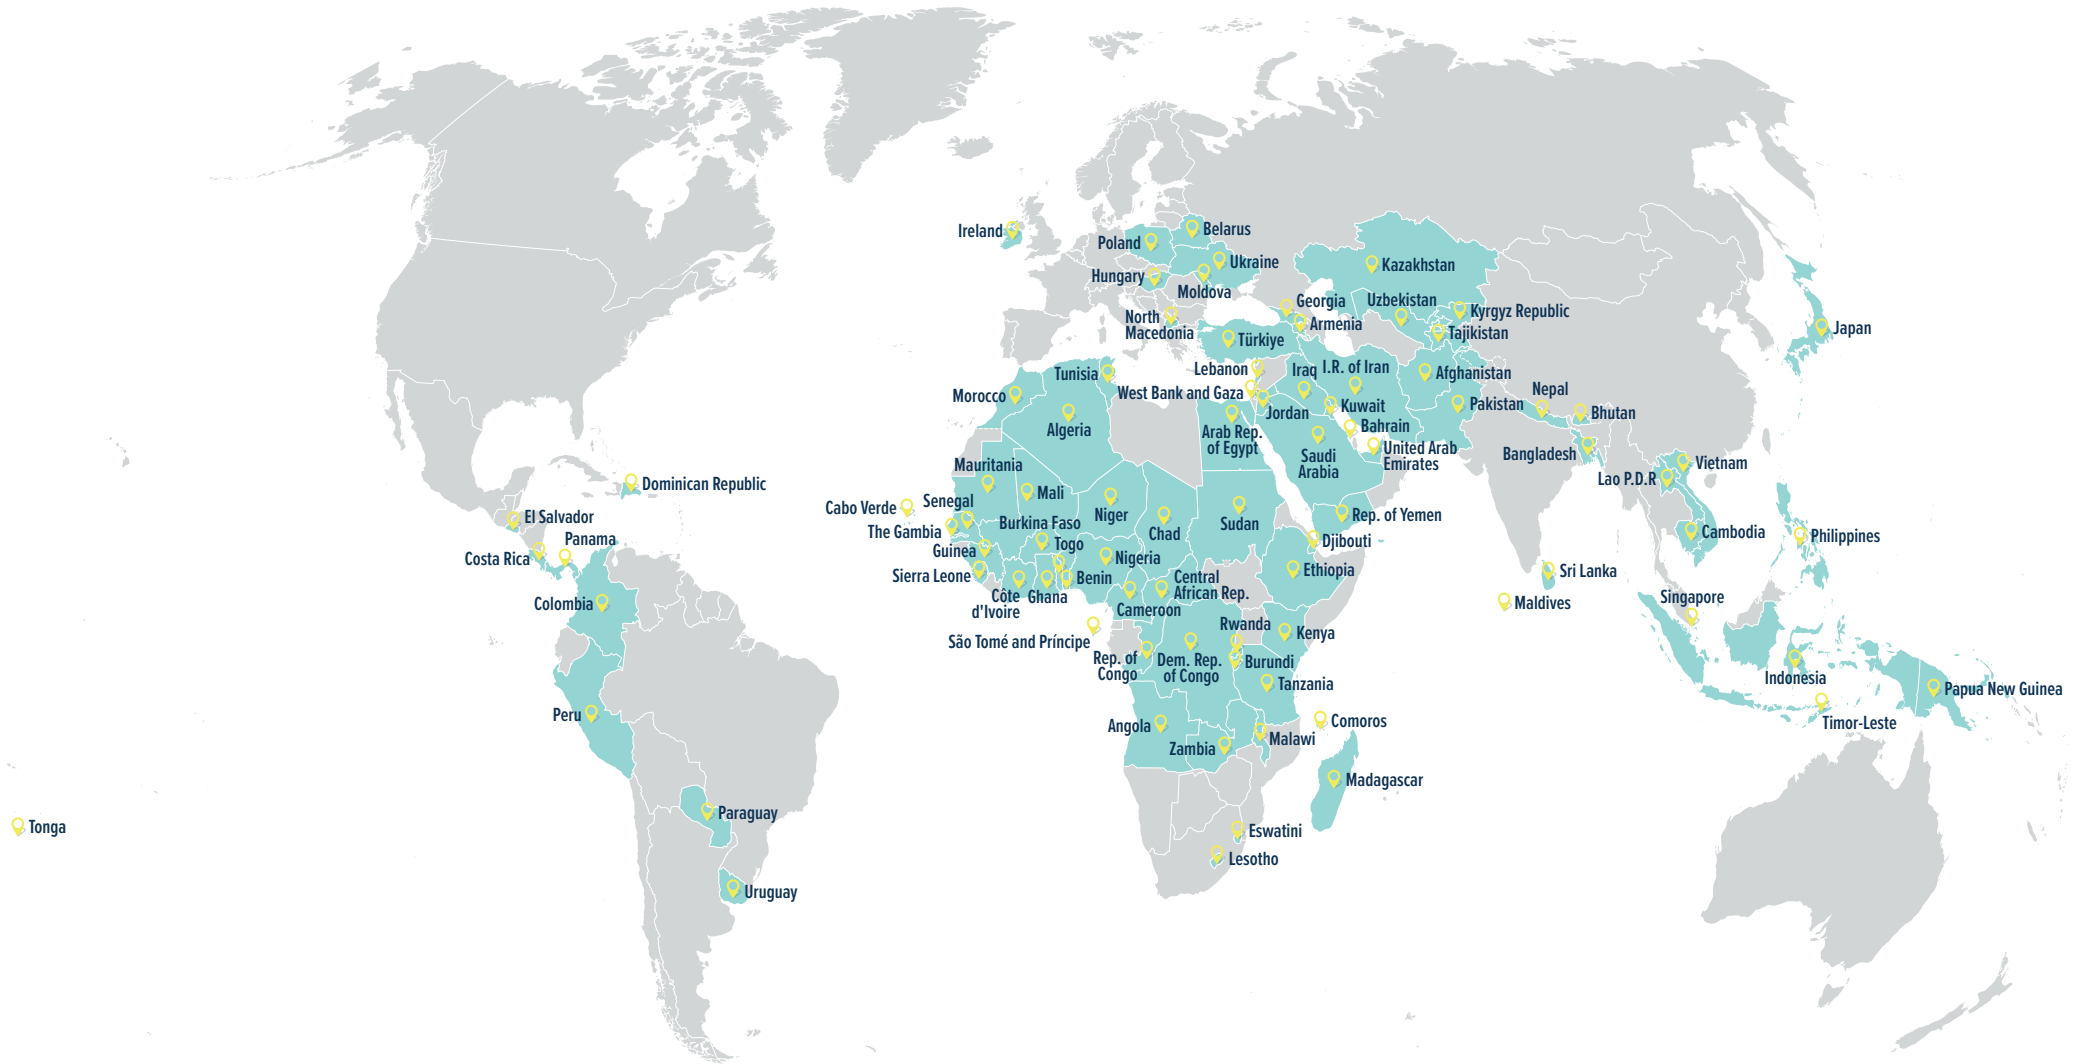 Ireland
Belarus
Poland
Ukraine
Hungary
Kazakhstan
Moldova
Georgia
Uzbekistan
Kyrgyz Republic
North
Macedonia
Armenia
Japan
Tajikistan
Türkiye
Lebanon
Iraq
I.R. of Iran
Tunisia
Afghanistan
Morocco
West Bank and Gaza
Nepal
Jordan
Kuwait
Pakistan
Bhutan
Algeria
Bahrain
Arab Rep.
of Egypt
United Arab
Emirates
Saudi
Arabia
Bangladesh
Mauritania
Vietnam
Lao P.D.R
Dominican Republic
Mali
Cabo Verde
Senegal
Niger
Chad
Sudan
Rep. of Yemen
El Salvador
The Gambia
Burkina Faso
Cambodia
Philippines
Panama
Togo
Djibouti
Costa Rica
Guinea
Nigeria
Ethiopia
Sri Lanka
Sierra Leone
Benin
Central
African Rep.
Côte
d'Ivoire
Ghana
Singapore
Colombia
Cameroon
Maldives
Rwanda
Kenya
São Tomé and Príncipe
Rep. of
Congo
Dem. Rep.
of Congo
Burundi
Indonesia
Tanzania
Papua New Guinea
Peru
Comoros
Timor-Leste
Angola
Malawi
Zambia
Madagascar
Paraguay
Tonga
Eswatini
Lesotho
Uruguay